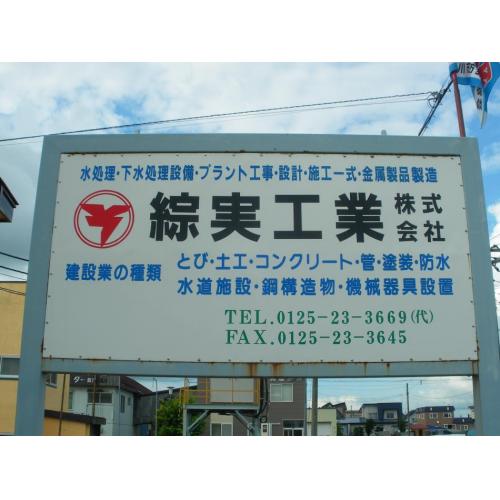 水処理・下水処理設備・プラント工事・設計・施工一式・金属製品製造
綜実工業株式会社
建設業の種類
とび・土工・コンクリート・管・塗装・防水
水道施設・鋼構造物・機械器具設置
TEL.0125-23-3669(代)
FAX.0125-23-3645